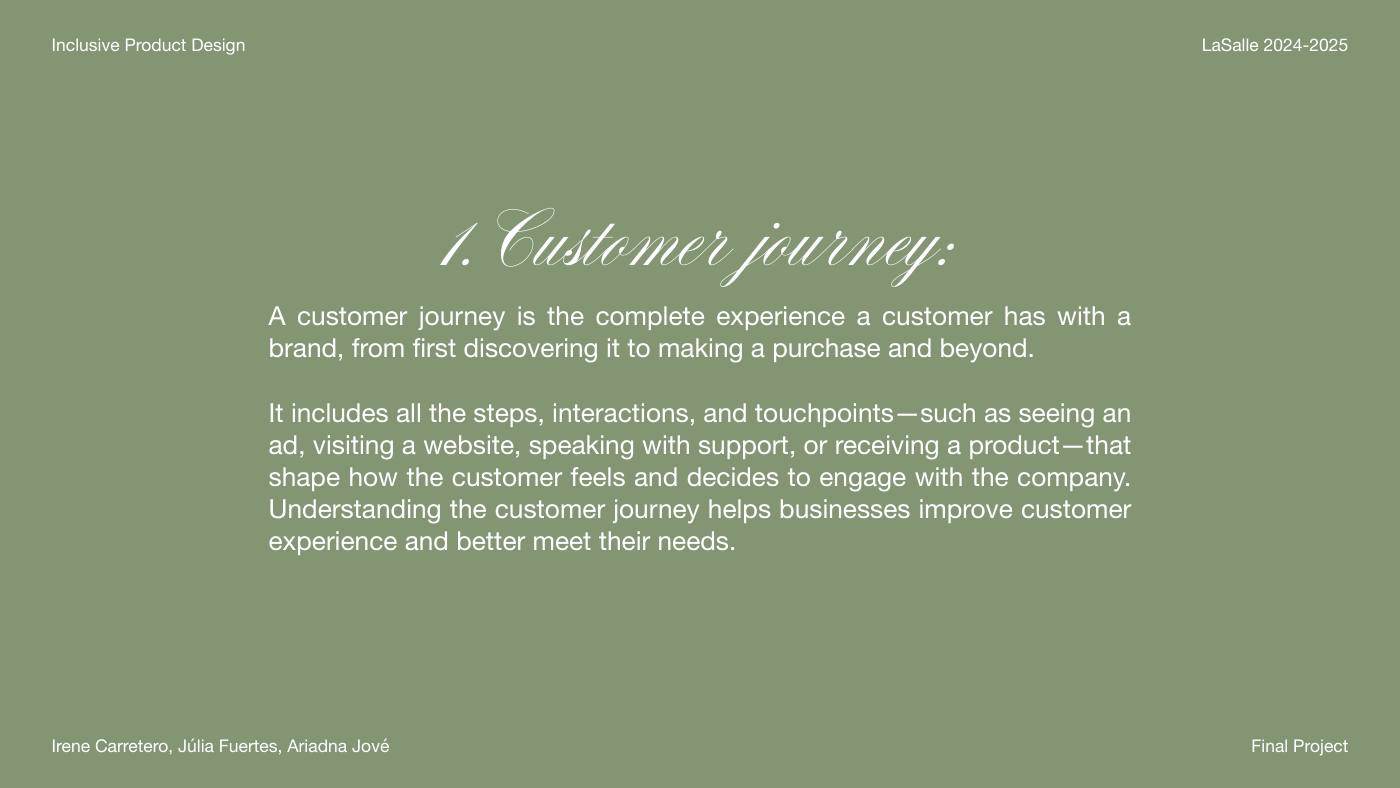 Inclusive Product Design
LaSalle 2024-2025
1. Customer journey:
A customer journey is the complete experience a customer has with a
brand, from first discovering it to making a purchase and beyond.
It includes all the steps, interactions, and touchpoints—such as seeing an
ad, visiting a website, speaking with support, or receiving a product—that
shape how the customer feels and decides to engage with the company.
Understanding the customer journey helps businesses improve customer
experience and better meet their needs.
Irene Carretero, Júlia Fuertes, Ariadna Jové
Final Project